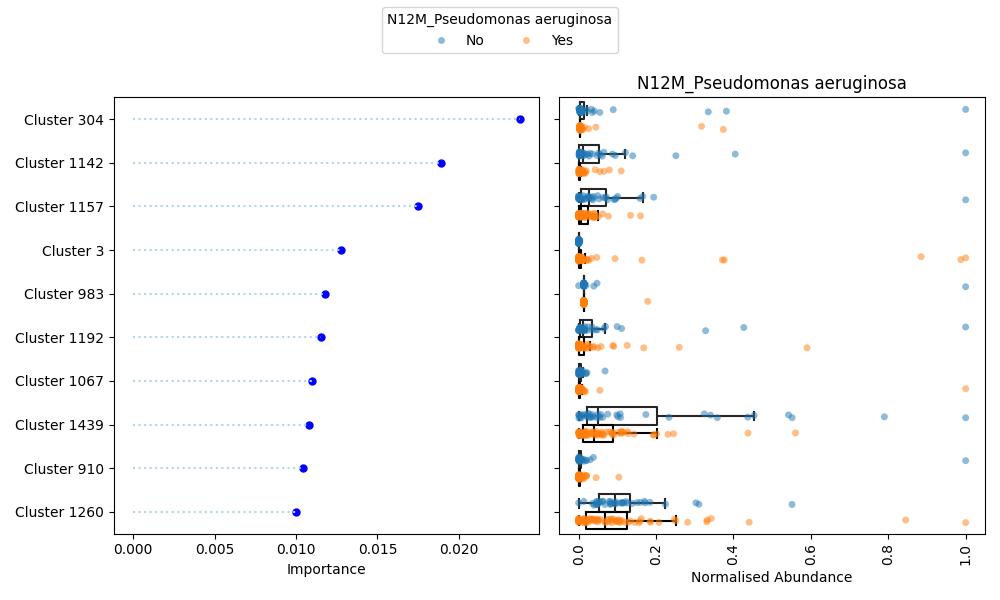 N12M_Pseudomonas aeruginosa
No Yes
N12M_Pseudomonas aeruginosa
Cluster 304
Cluster 1142
Cluster 1157
Cluster 3
Cluster 983
Cluster 1192
Cluster 1067
Cluster 1439
Cluster 910
Cluster 1260
0.000 0.005 0.010 0.015 0.020
Importance
0.0 0.2 0.4 0.6 0.8 1.0
Normalised Abundance